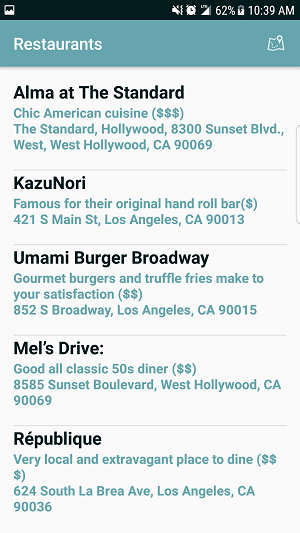 62% 10:39 AM
Restaurants
Alma at The Standard
Chic American cuisine ($$$)
The Standard, Hollywood, 8300 Sunset Blvd.,
West, West Hollywood, CA 90069
KazuNori
Famous for their original hand roll bar($)
421 S Main St, Los Angeles, CA 90013
Umami Burger Broadway
Gourmet burgers and truffle fries make to
your satisfaction ($$)
852 S Broadway, Los Angeles, CA 90015
Mel’s Drive:
Good all classic 50s diner ($$)
8585 Sunset Boulevard, West Hollywood, CA
90069
République
Very local and extravagant place to dine ($$
$)
624 South La Brea Ave, Los Angeles, CA
90036